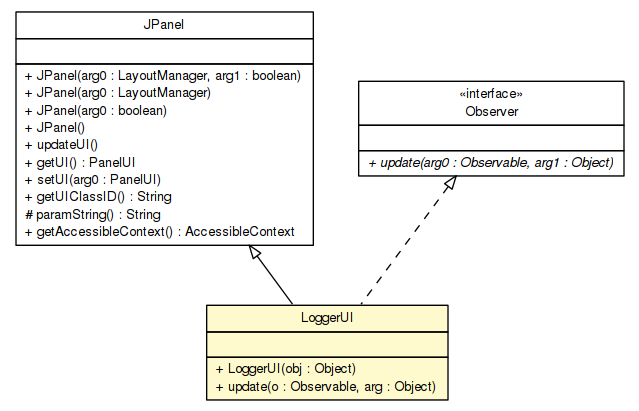 JPanel
+ JPanel(arg0 : LayoutManager, arg1 : boolean)
+ JPanel(arg0 : LayoutManager)
+ JPanel(arg0 : boolean)
+ JPanel()
+ updateUI()
+ getUI() : PanelUI
+ setUI(arg0 : PanelUI)
+ getUIClassID() : String
# paramString() : String
+ getAccessibleContext() : AccessibleContext
«interface»
Observer
+ update(arg0 : Observable, arg1 : Object)
LoggerUI
+ LoggerUI(obj : Object)
+ update(o : Observable, arg : Object)